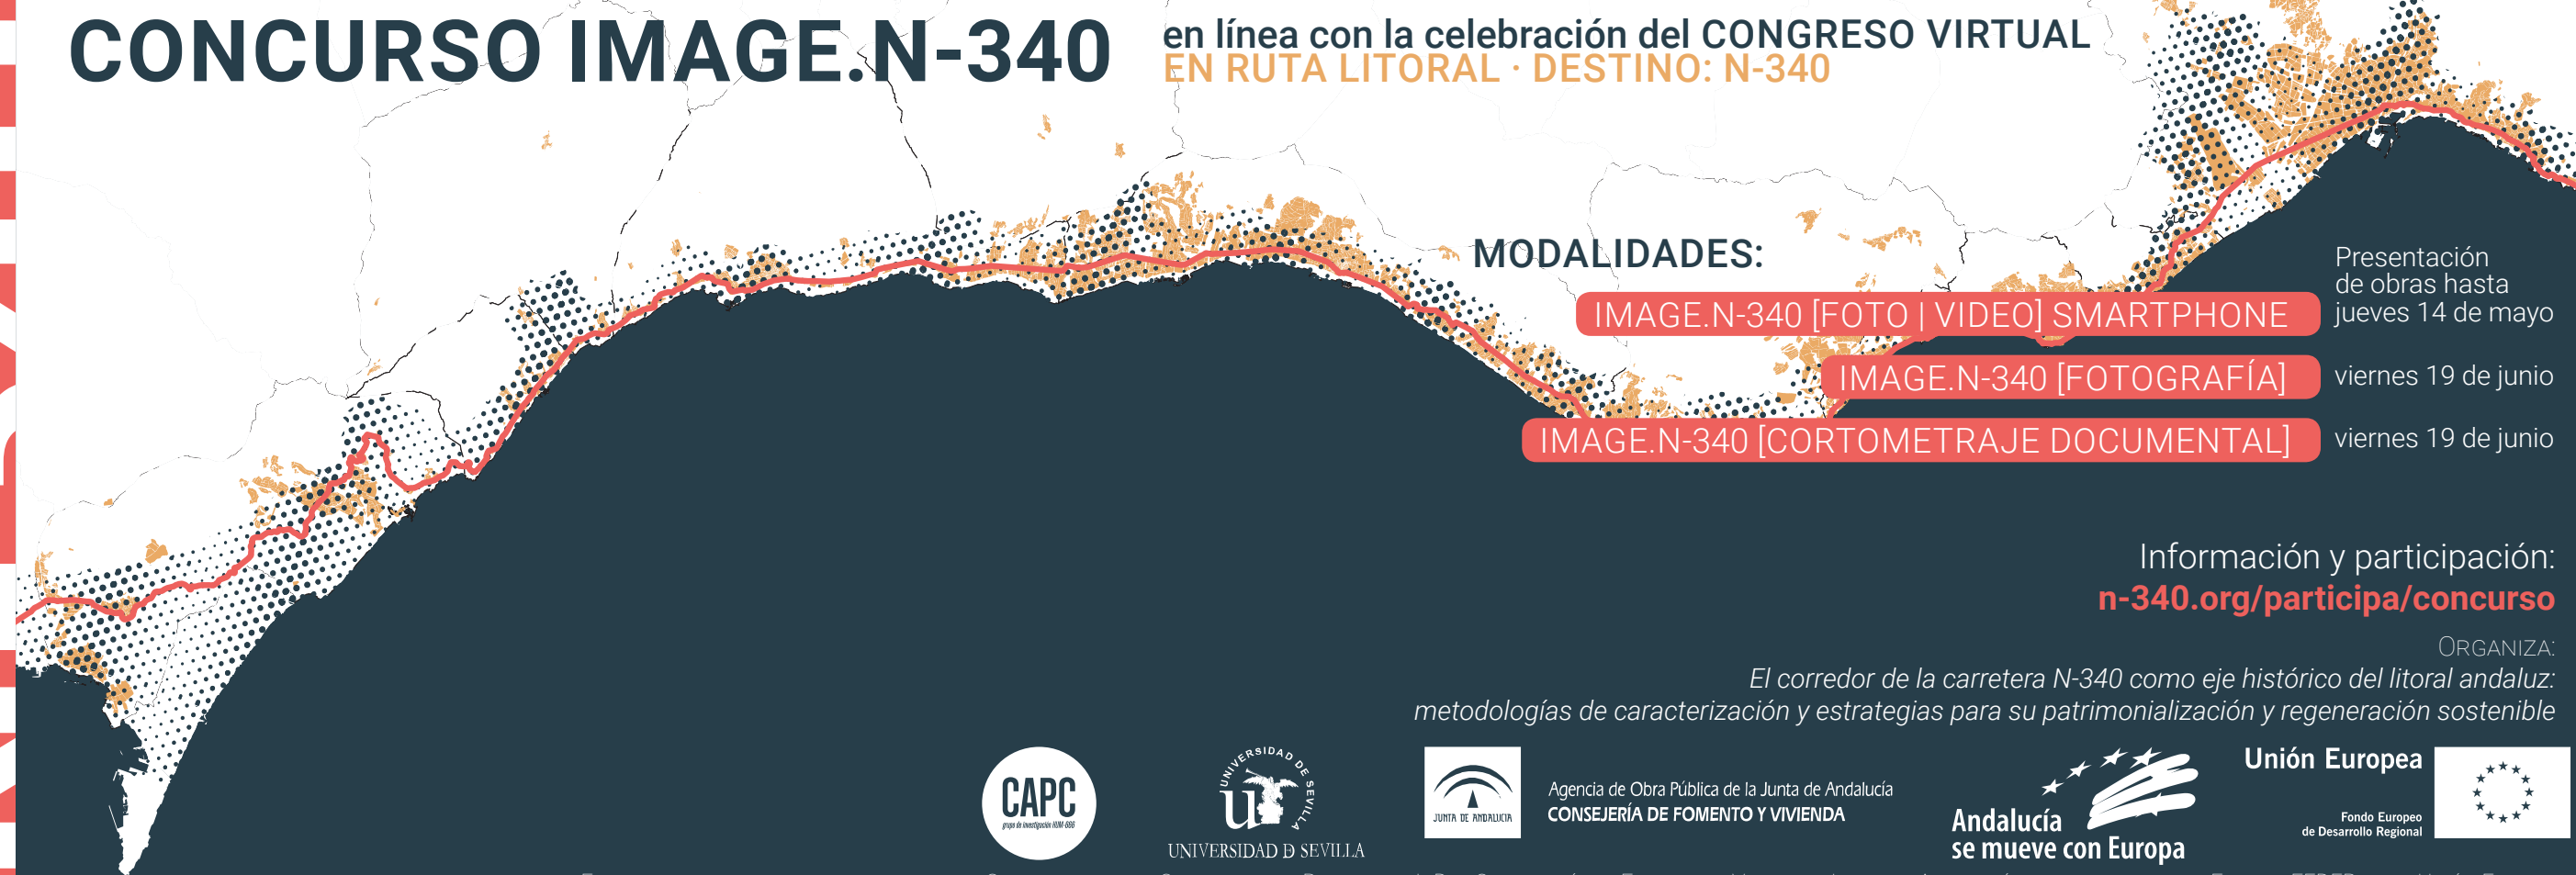 CONCURSO IMAGE.N-340
en línea con la celebración del CONGRESO VIRTUAL
EN RUTA LITORAL · DESTINO: N-340
MODALIDADES:
Presentación
de obras hasta
IMAGE.N-340 [FOTO | VIDEO] SMARTPHONE jueves 14 de mayo
IMAGE.N-340 [FOTOGRAFÍA] viernes 19 de junio
IMAGE.N-340 [CORTOMETRAJE DOCUMENTAL] viernes 19 de junio
Información y participación:
n-340.org/participa/concurso
ORGANIZA:
El corredor de la carretera N-340 como eje histórico del litoral andaluz:
metodologías de caracterización y estrategias para su patrimonialización y regeneración sostenible
CAPC
grupo de investigación HUM-666
UNIVERSIDAD DE SEVILLA
UNIVERSIDAD D SEVILLA
JUNTA DE ANDALUCIA
Agencia de Obra Pública de la Junta de Andalucía
CONSEJERÍA DE FOMENTO Y VIVIENDA
Andalucía
se mueve con Europa
Unión Europea
Fondo Europeo
de Desarrollo Regional